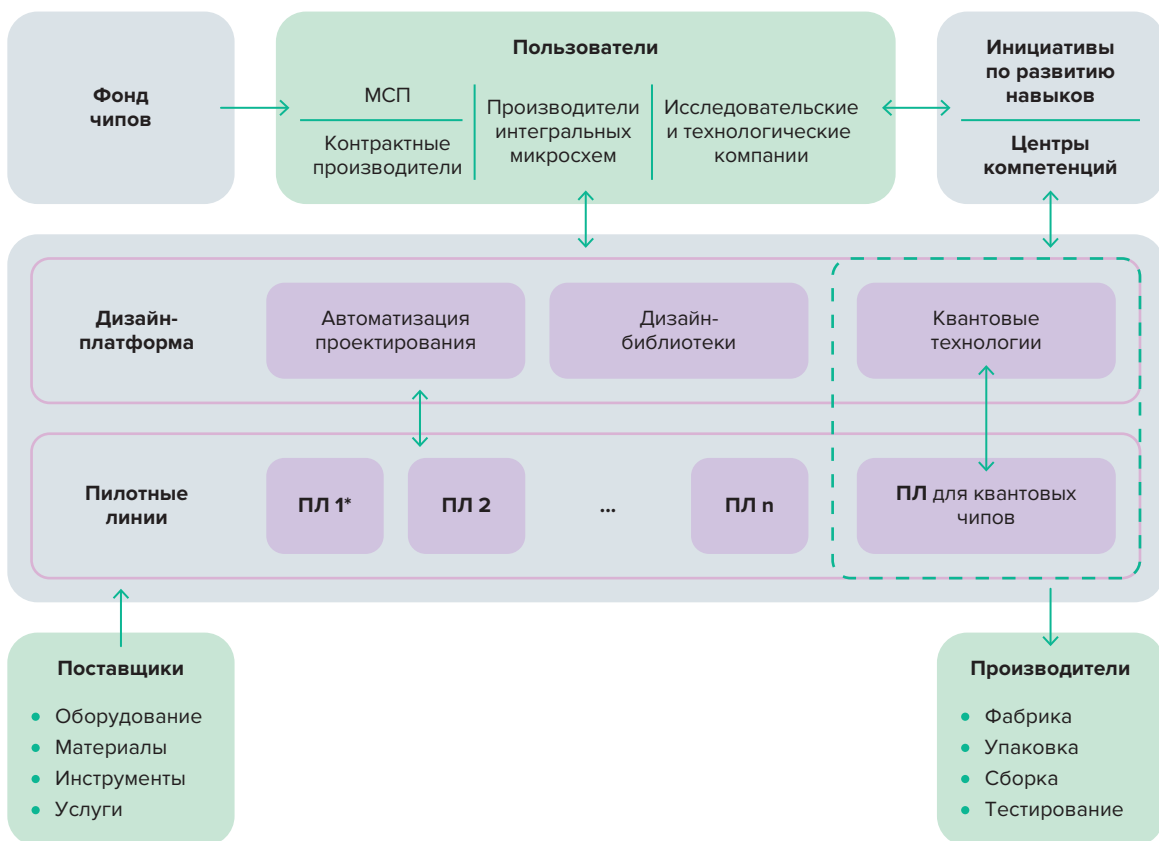 Фонд
чипов
Пользователи
МСП
Контрактные
производители
Производители
интегральных
микросхем
Исследовательские
и технологические
компании
Инициативы
по развитию
навыков
Центры
компетенций
Дизайн-
платформа
Автоматизация
проектирования
Дизайн-
библиотеки
Квантовые
технологии
Пилотные
линии
ПЛ 1*
ПЛ 2
...
ПЛ n
ПЛ для квантовых
чипов
Поставщики
• Оборудование
• Материалы
• Инструменты
• Услуги
Производители
• Фабрика
• Упаковка
• Сборка
• Тестирование